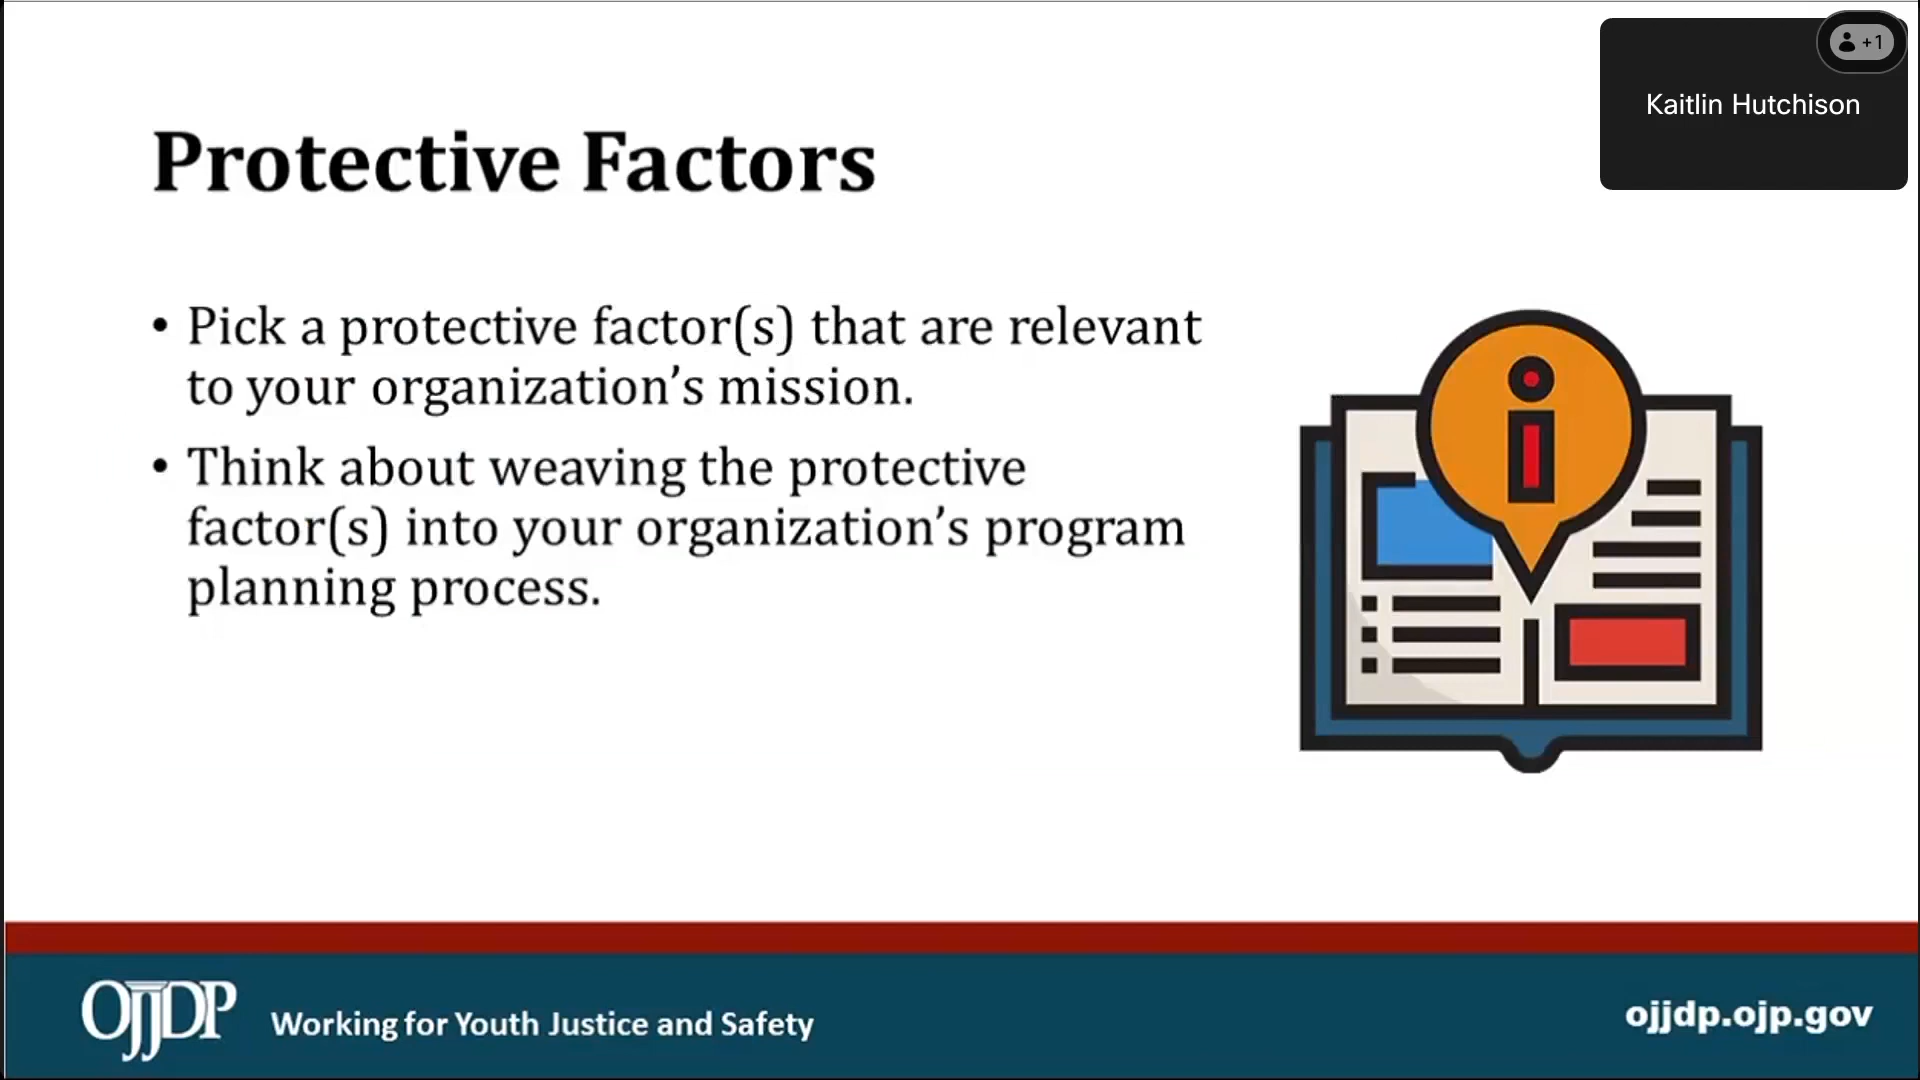 +1
Kaitlin Hutchison
Protective Factors
• Pick a protective factor(s) that are relevant
to your organization’s mission.
• Think about weaving the protective
factor(s) into your organization’s program
planning process.
i
OJJDP
Working for Youth Justice and Safety
ojjdp.ojp.gov